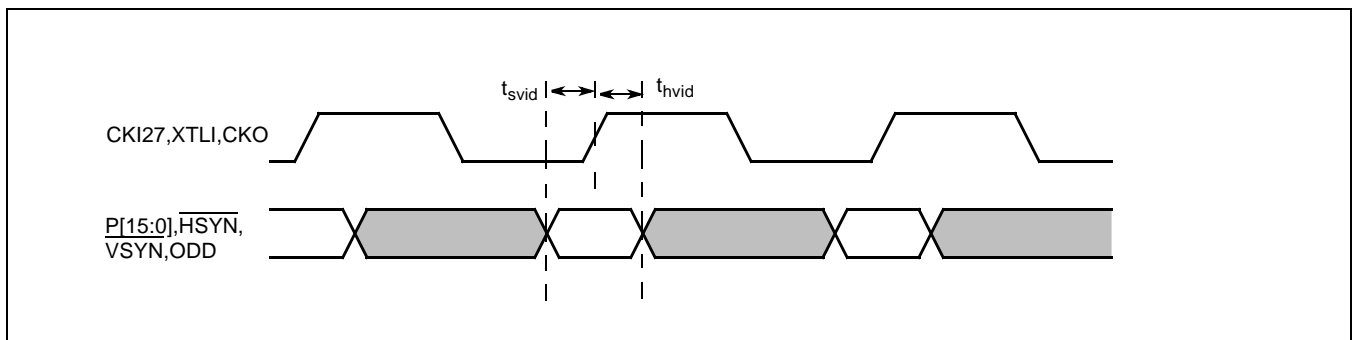 t_svid
t_hvid
CKI27,XTLI,CKO
P[15:0],HSYN,
VSYN,ODD